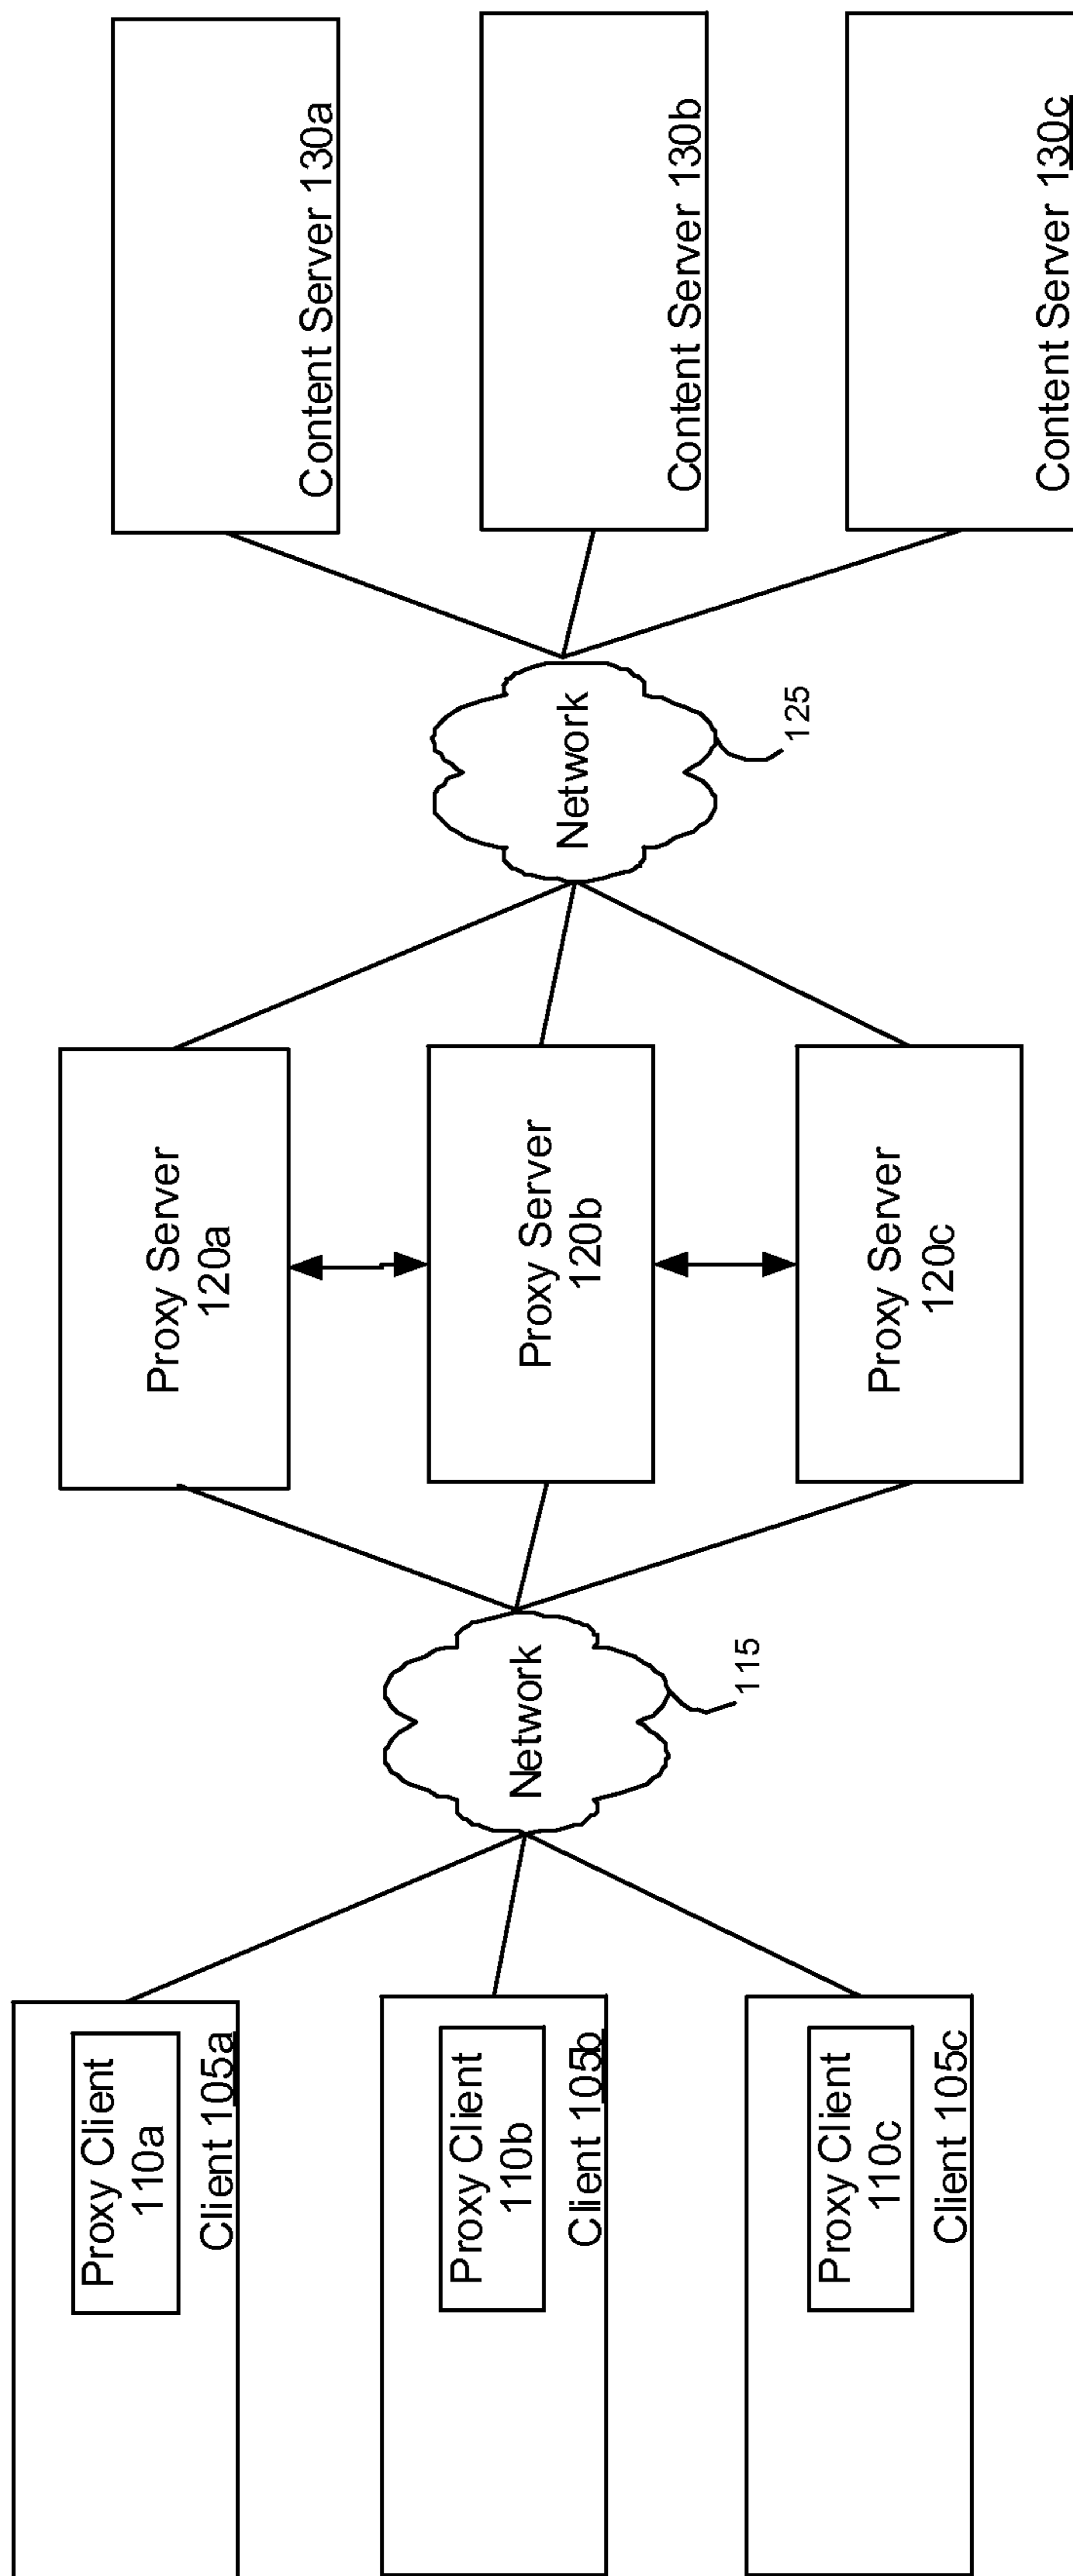 Proxy Client
110a
Client 105a
Proxy Client
110b
Client 105b
Proxy Client
110c
Client 105c
Network
115
Proxy Server
120a
Proxy Server
120b
Proxy Server
120c
Network
125
Content Server 130a
Content Server 130b
Content Server 130c